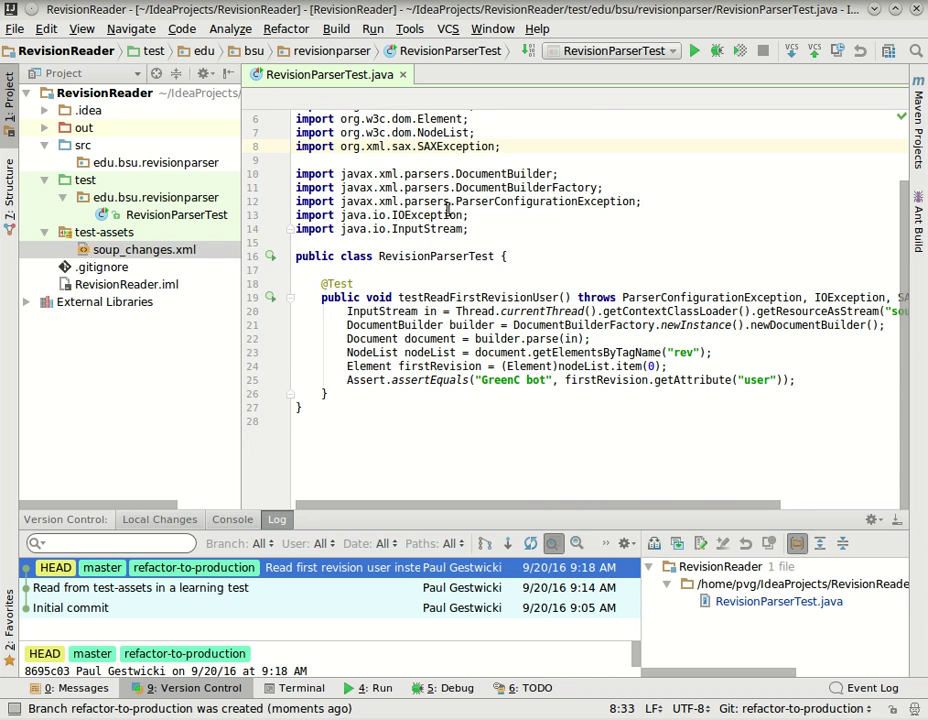 RevisionReader - [~/IdeaProjects/RevisionReader] - [RevisionReader] - ~/IdeaProjects/RevisionReader/test/edu/bsu/revisionparser/RevisionParserTest.java - I...
File Edit View Navigate Code Analyze Refactor Build Run Tools VCS Window Help
RevisionReader test edu bsu revisionparser RevisionParserTest RevisionParserTest VCS VCS
1: Project
7: Structure
2: Favorites
Project
RevisionReader ~/IdeaProjects/
.idea
out
src
edu.bsu.revisionparser
test
edu.bsu.revisionparser
RevisionParserTest
test-assets
soup_changes.xml
.gitignore
RevisionReader.iml
External Libraries
RevisionParserTest.java
6 import org.w3c.dom.Element;
7 import org.w3c.dom.NodeList;
8 import org.xml.sax.SAXException;
9
10 import javax.xml.parsers.DocumentBuilder;
11 import javax.xml.parsers.DocumentBuilderFactory;
12 import javax.xml.parsers.ParserConfigurationException;
13 import java.io.IOException;
14 import java.io.InputStream;
15
16 public class RevisionParserTest {
17
18 @Test
19 public void testReadFirstRevisionUser() throws ParserConfigurationException, IOException, SA
20 InputStream in = Thread.currentThread().getContextClassLoader().getResourceAsStream("sou
21 DocumentBuilder builder = DocumentBuilderFactory.newInstance().newDocumentBuilder();
22 Document document = builder.parse(in);
23 NodeList nodeList = document.getElementsByTagName("rev");
24 Element firstRevision = (Element)nodeList.item(0);
25 Assert.assertEquals("GreenC bot", firstRevision.getAttribute("user"));
26 }
27 }
28
Maven Projects
Ant Build
Version Control: Local Changes Console Log
Branch: All User: All Date: All Paths: All
HEAD master refactor-to-production Read first revision user inste Paul Gestwicki 9/20/16 9:18 AM
Read from test-assets in a learning test Paul Gestwicki 9/20/16 9:14 AM
Initial commit Paul Gestwicki 9/20/16 9:05 AM
HEAD master refactor-to-production
8695c03 Paul Gestwicki on 9/20/16 at 9:18 AM
RevisionReader 1 file
/home/pvg/IdeaProjects/RevisionReade
RevisionParserTest.java
0: Messages 9: Version Control Terminal 4: Run 5: Debug 6: TODO Event Log
Branch refactor-to-production was created (moments ago) 8:33 LF UTF-8 Git: refactor-to-production